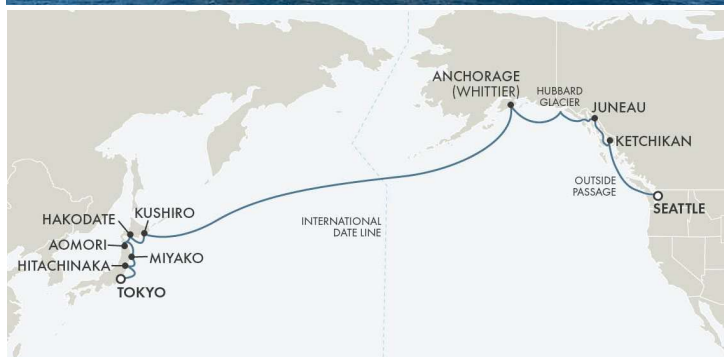 ANCHORAGE
(WHITTIER)
HUBBARD
GLACIER
JUNEAU
KETCHIKAN
OUTSIDE
PASSAGE
SEATTLE
INTERNATIONAL
DATE LINE
HAKODATE
KUSHIRO
AOMORI
MIYAKO
HITACHINAKA
TOKYO